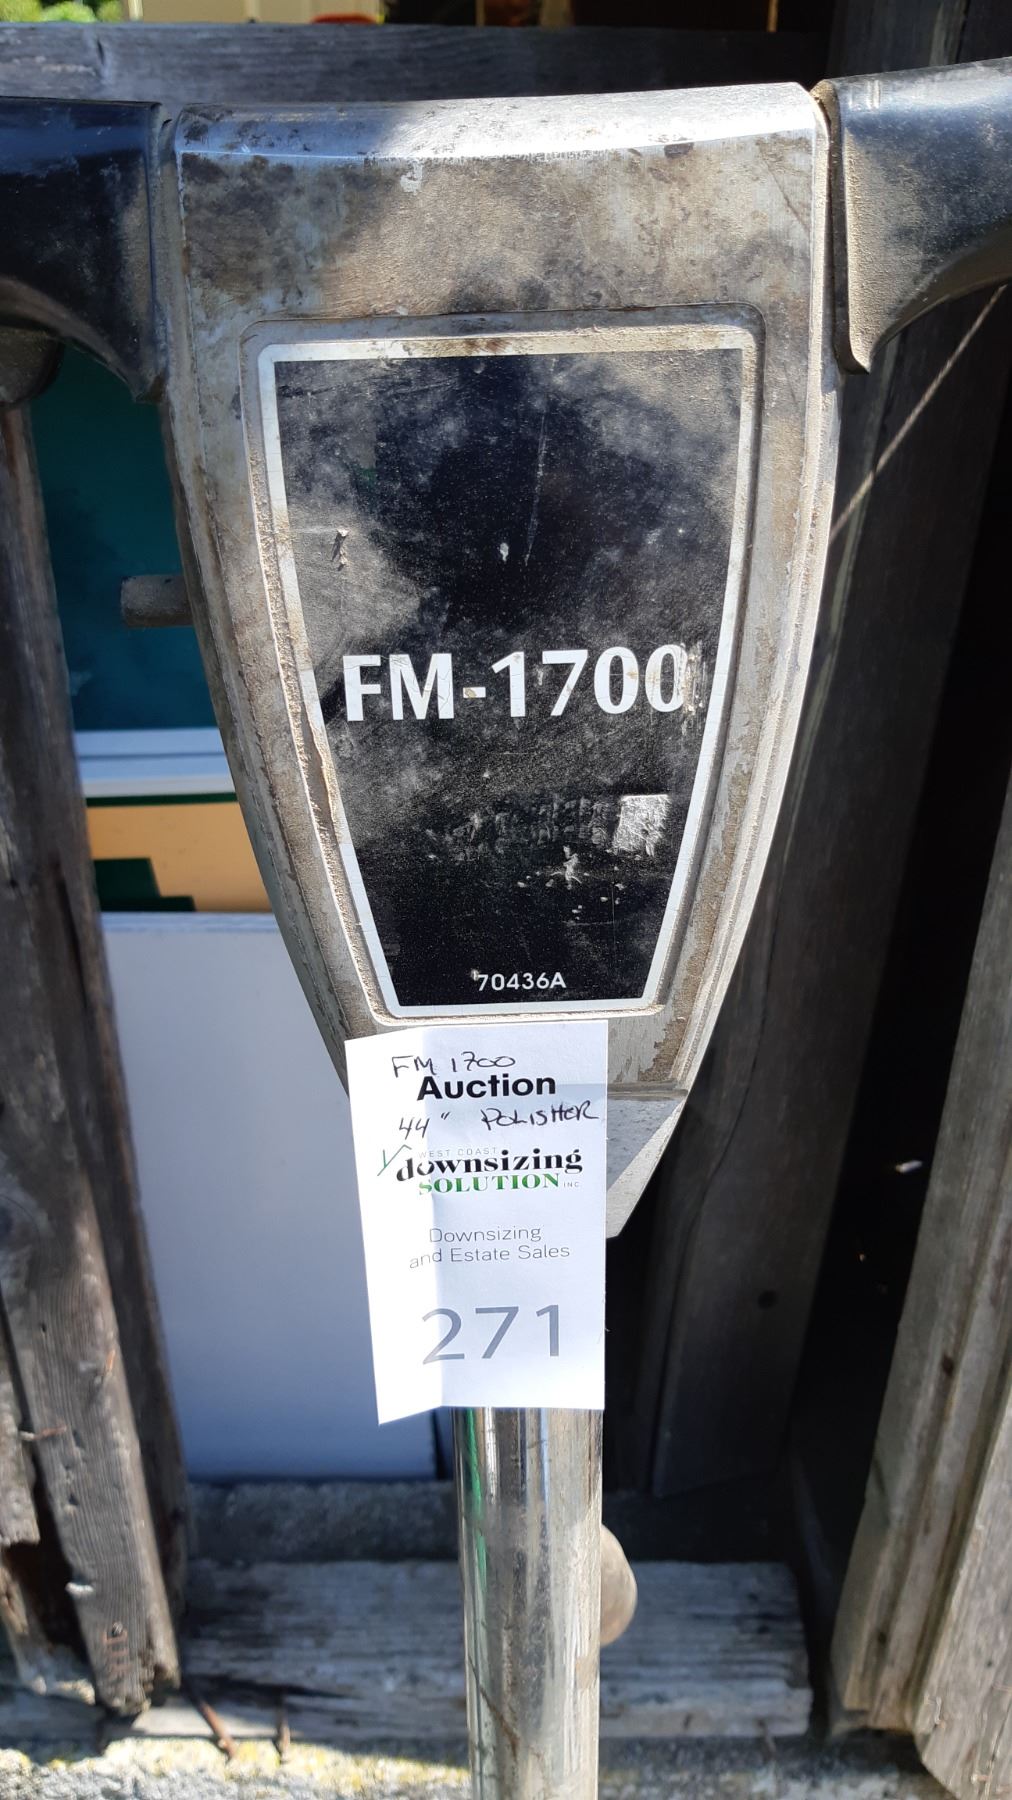 FM-1700
70436A
FM 1700
Auction
44" POLISHER
WEST COAST
downsizing
SOLUTION INC.
Downsizing
and Estate Sales
271